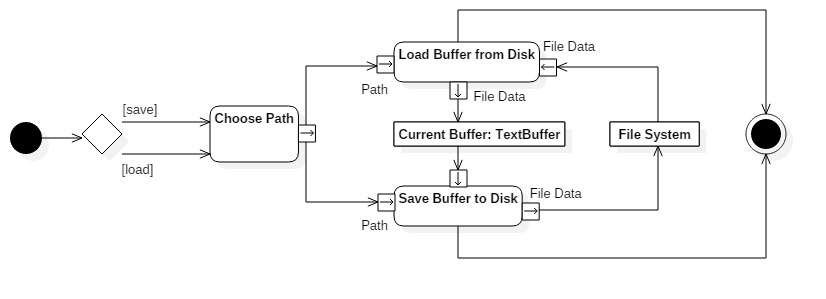 File Data
Load Buffer from Disk
Path
File Data
[save]
Choose Path
Current Buffer: TextBuffer
File System
[load]
File Data
Save Buffer to Disk
Path